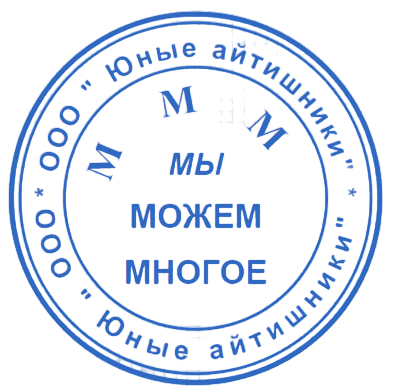 * ООО " Юные айтишники" *
ООО " Юные айтишники"
М М М
МЫ
МОЖЕМ
МНОГОЕ